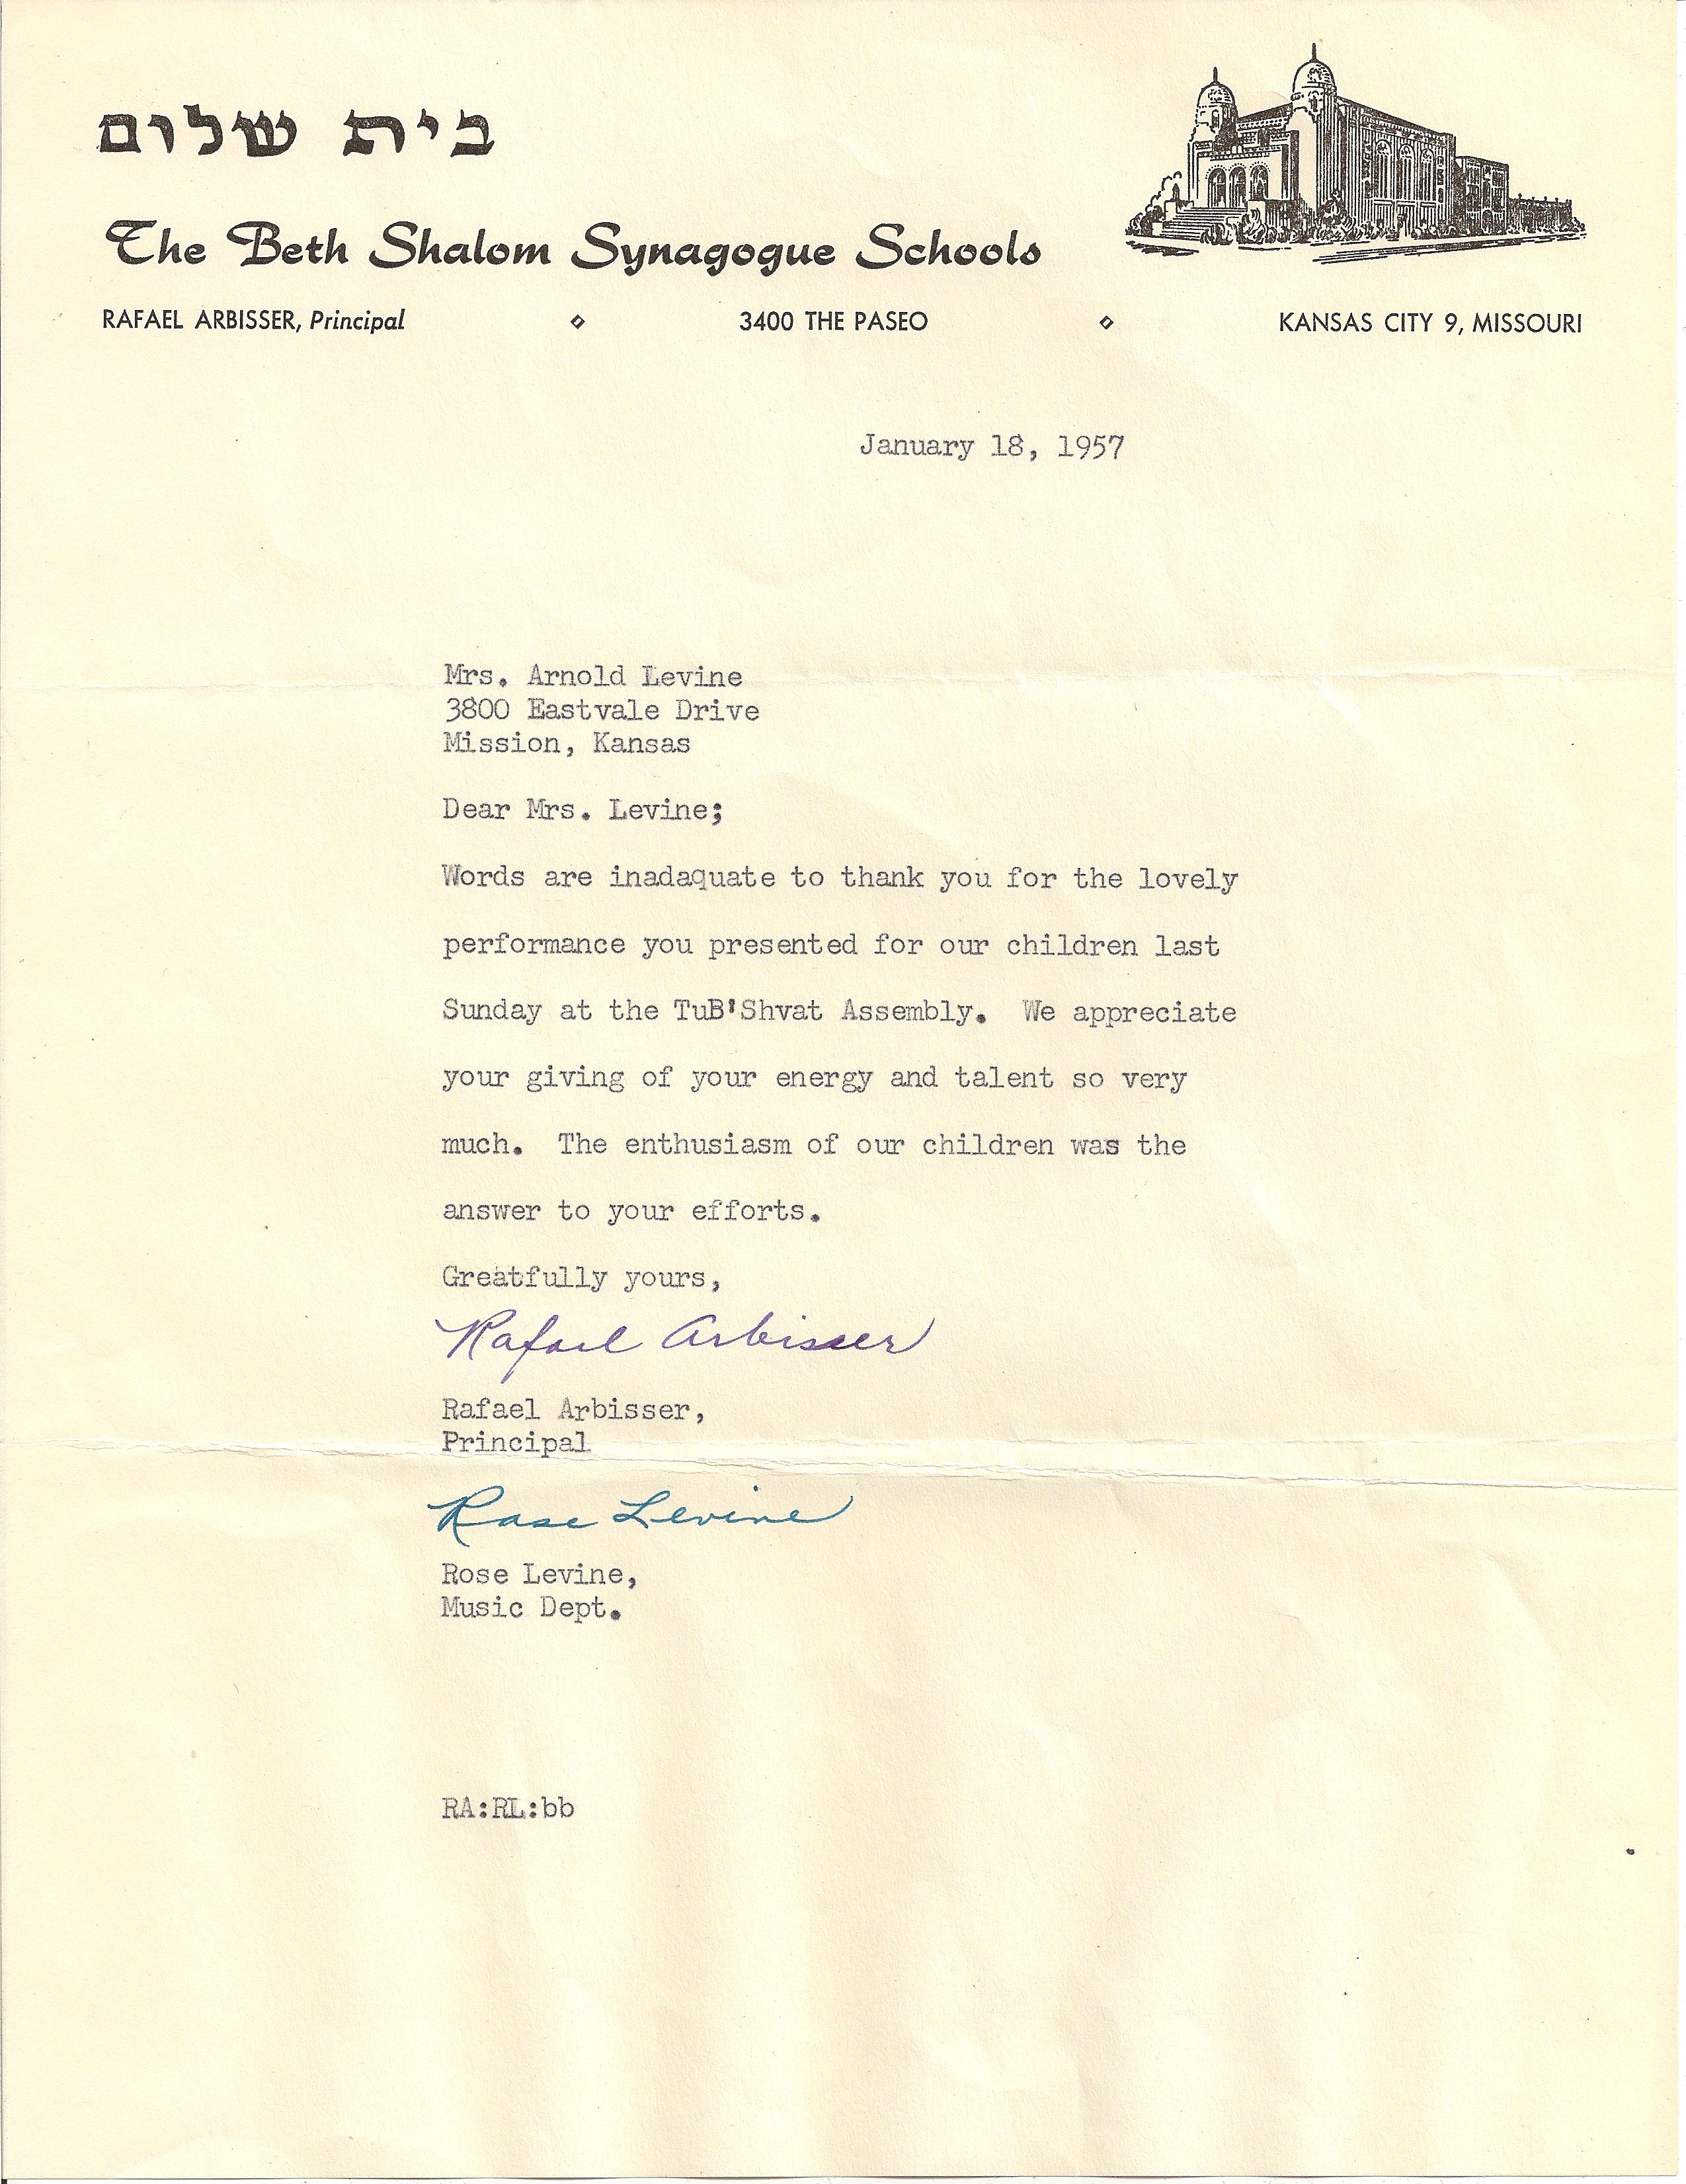 בית שלום
The Beth Shalom Synagogue Schools
RAFAEL ARBISSER, Principal ◇ 3400 THE PASEO ◇ KANSAS CITY 9, MISSOURI
January 18, 1957
Mrs. Arnold Levine
3800 Eastvale Drive
Mission, Kansas
Dear Mrs. Levine;
Words are inadaquate to thank you for the lovely
performance you presented for our children last
Sunday at the TuB'Shvat Assembly. We appreciate
your giving of your energy and talent so very
much. The enthusiasm of our children was the
answer to your efforts.
Greatfully yours,
Rafael Arbisser
Rafael Arbisser,
Principal
Rose Levine
Rose Levine,
Music Dept.
RA:RL:bb